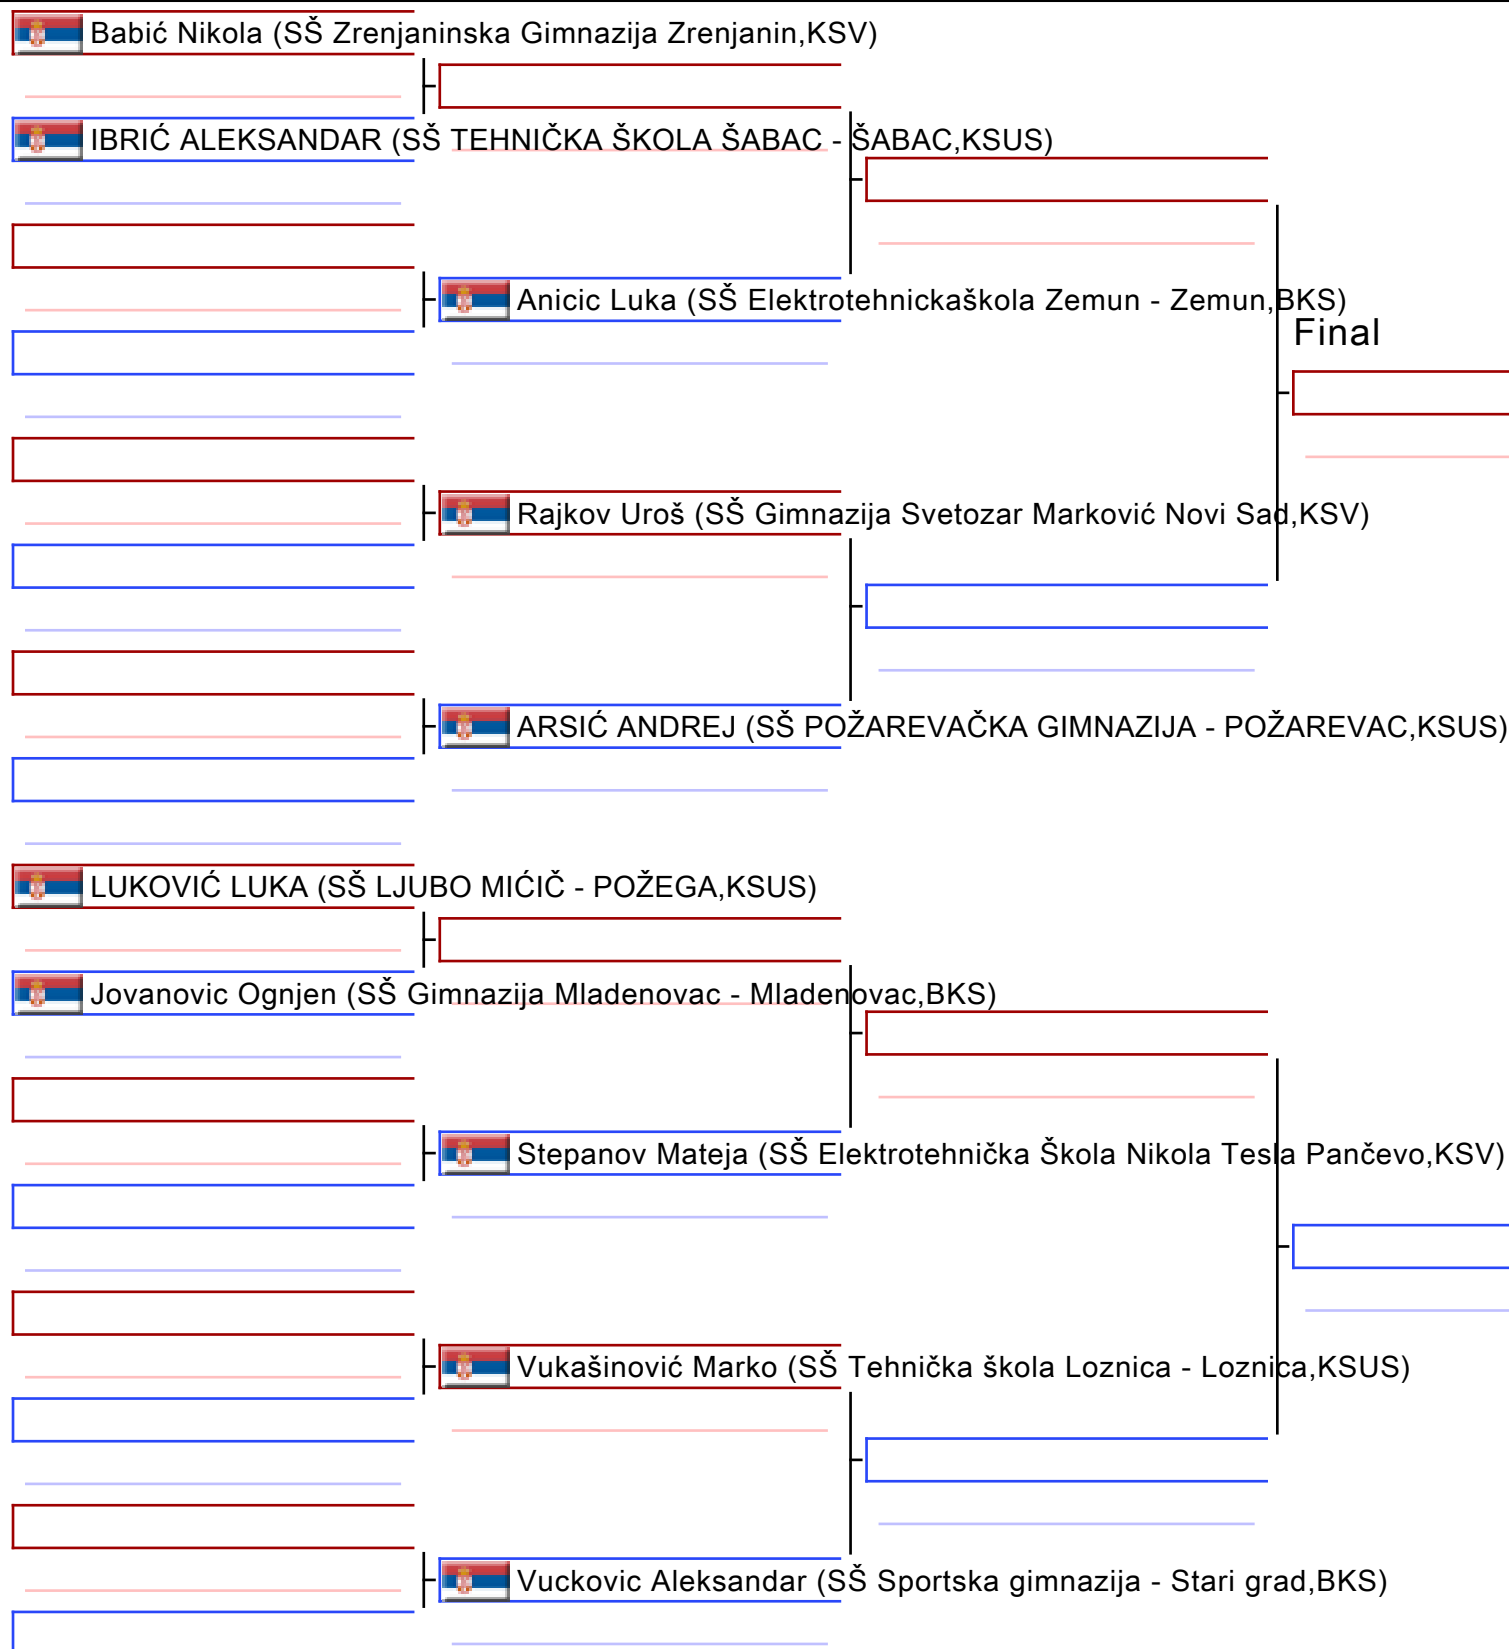 Babić Nikola (SŠ Zrenjaninska Gimnazija Zrenjanin,KSV)
IBRIĆ ALEKSANDAR (SŠ TEHNIČKA ŠKOLA ŠABAC - ŠABAC,KSUS)
Anicic Luka (SŠ Elektrotehnickaškola Zemun - Zemun,BKS)
Final
Rajkov Uroš (SŠ Gimnazija Svetozar Marković Novi Sad,KSV)
ARSIĆ ANDREJ (SŠ POŽAREVAČKA GIMNAZIJA - POŽAREVAC,KSUS)
LUKOVIĆ LUKA (SŠ LJUBO MIĆIČ - POŽEGA,KSUS)
Jovanovic Ognjen (SŠ Gimnazija Mladenovac - Mladenovac,BKS)
Stepanov Mateja (SŠ Elektrotehnička Škola Nikola Tesla Pančevo,KSV)
Vukašinović Marko (SŠ Tehnička škola Loznica - Loznica,KSUS)
Vuckovic Aleksandar (SŠ Sportska gimnazija - Stari grad,BKS)